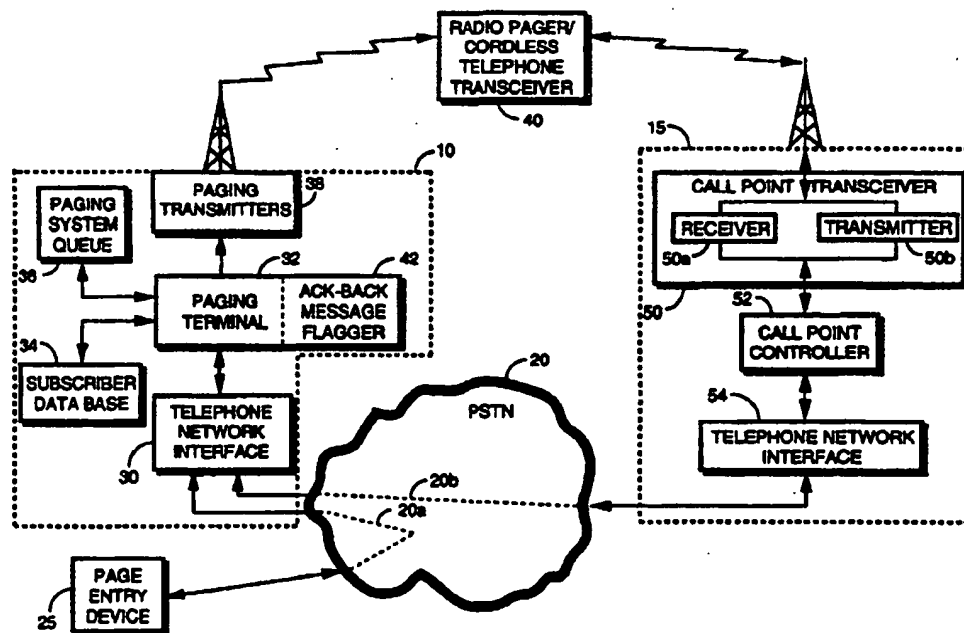 RADIO PAGER/
CORDLESS
TELEPHONE
TRANSCEIVER
40
10
15
PAGING
SYSTEM
QUEUE
36
PAGING
TRANSMITTERS
38
32
42
PAGING
TERMINAL
ACK-BACK
MESSAGE
FLAGGER
34
SUBSCRIBER
DATA BASE
TELEPHONE
NETWORK
INTERFACE
30
CALL POINT TRANSCEIVER
RECEIVER
TRANSMITTER
50a
50b
50
52
CALL POINT
CONTROLLER
54
TELEPHONE NETWORK
INTERFACE
20
PSTN
20b
20a
PAGE
ENTRY
DEVICE
25